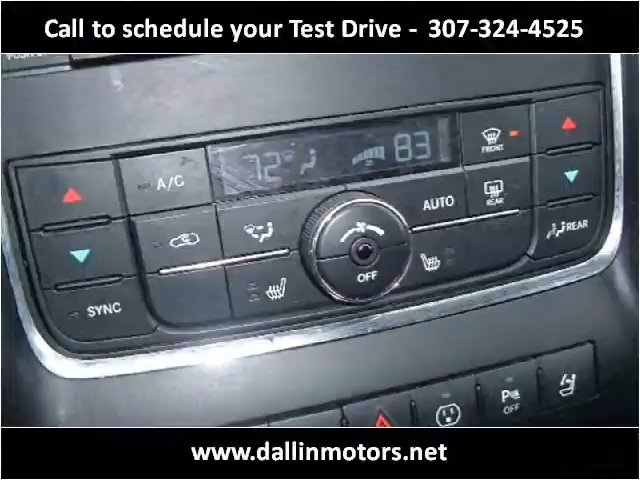 Call to schedule your Test Drive - 307-324-4525
72° 83
FRONT
A/C
AUTO
REAR
REAR
OFF
SYNC
OFF
www.dallinmotors.net